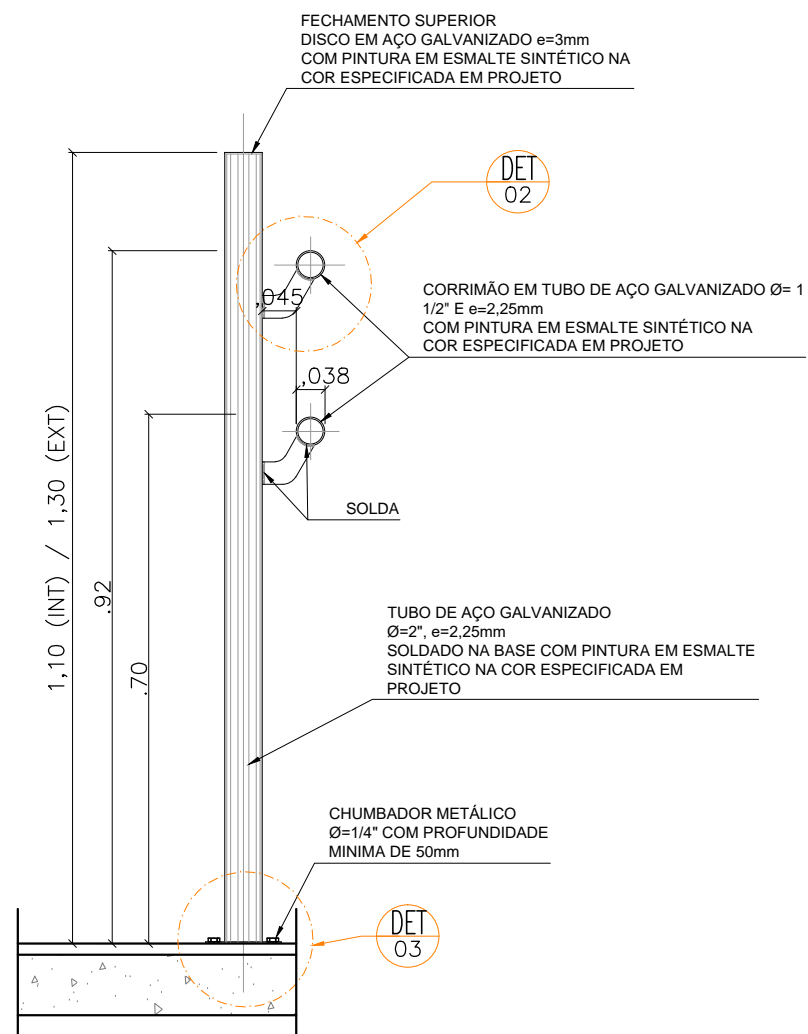 FECHAMENTO SUPERIOR
DISCO EM AÇO GALVANIZADO e=3mm
COM PINTURA EM ESMALTE SINTÉTICO NA
COR ESPECIFICADA EM PROJETO
DET
02
CORRIMÃO EM TUBO DE AÇO GALVANIZADO Ø= 1
1/2" E e=2,25mm
COM PINTURA EM ESMALTE SINTÉTICO NA
COR ESPECIFICADA EM PROJETO
,045
,038
1,10 (INT) / 1,30 (EXT)
.92
.70
SOLDA
TUBO DE AÇO GALVANIZADO
Ø=2", e=2,25mm
SOLDADO NA BASE COM PINTURA EM ESMALTE
SINTÉTICO NA COR ESPECIFICADA EM
PROJETO
CHUMBADOR METÁLICO
Ø=1/4" COM PROFUNDIDADE
MINIMA DE 50mm
DET
03